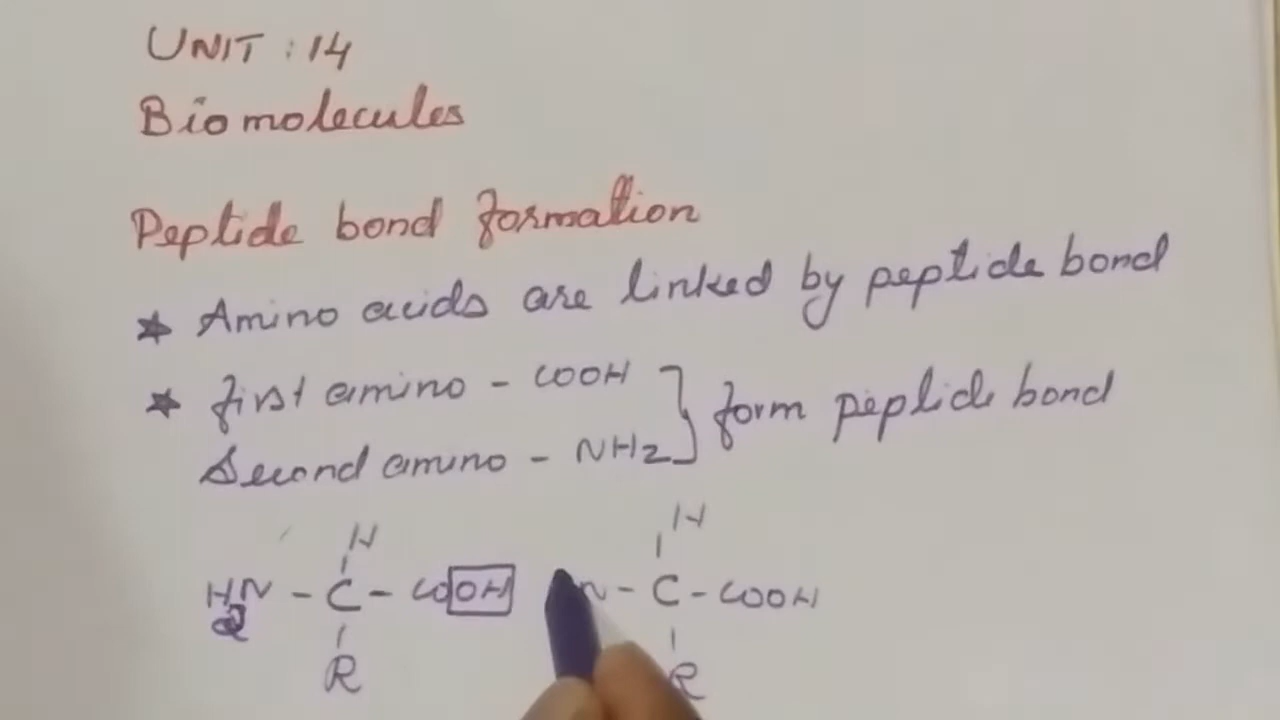 UNIT : 14
Biomolecules
Peptide bond formation
★ Amino acids are linked by peptide bond
★ first amino - COOH
form peptide bond
Second amino - NH2
H H
H2N - C - COOH N - C - COOH
R R